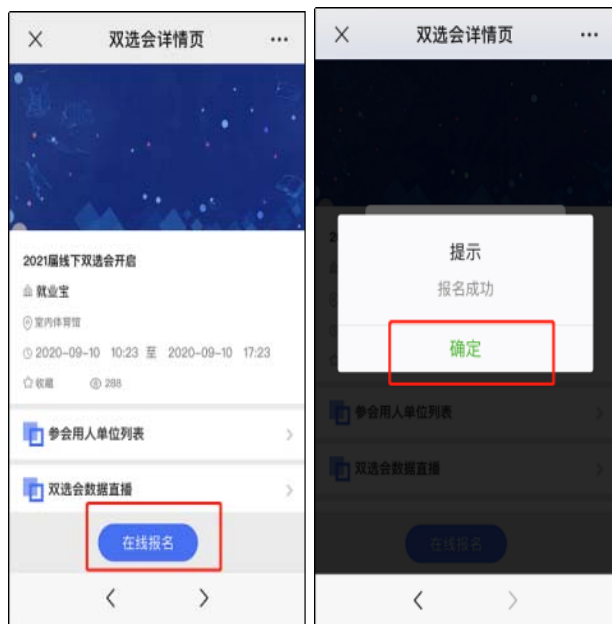 双选会详情页
2021届线下双选会开启
就业宝
室内体育馆
2020-09-10 10:23 至 2020-09-10 17:23
收藏 288
参会用人单位列表
双选会数据直播
在线报名
双选会详情页
提示
报名成功
确定
参会用人单位列表
双选会数据直播
在线报名